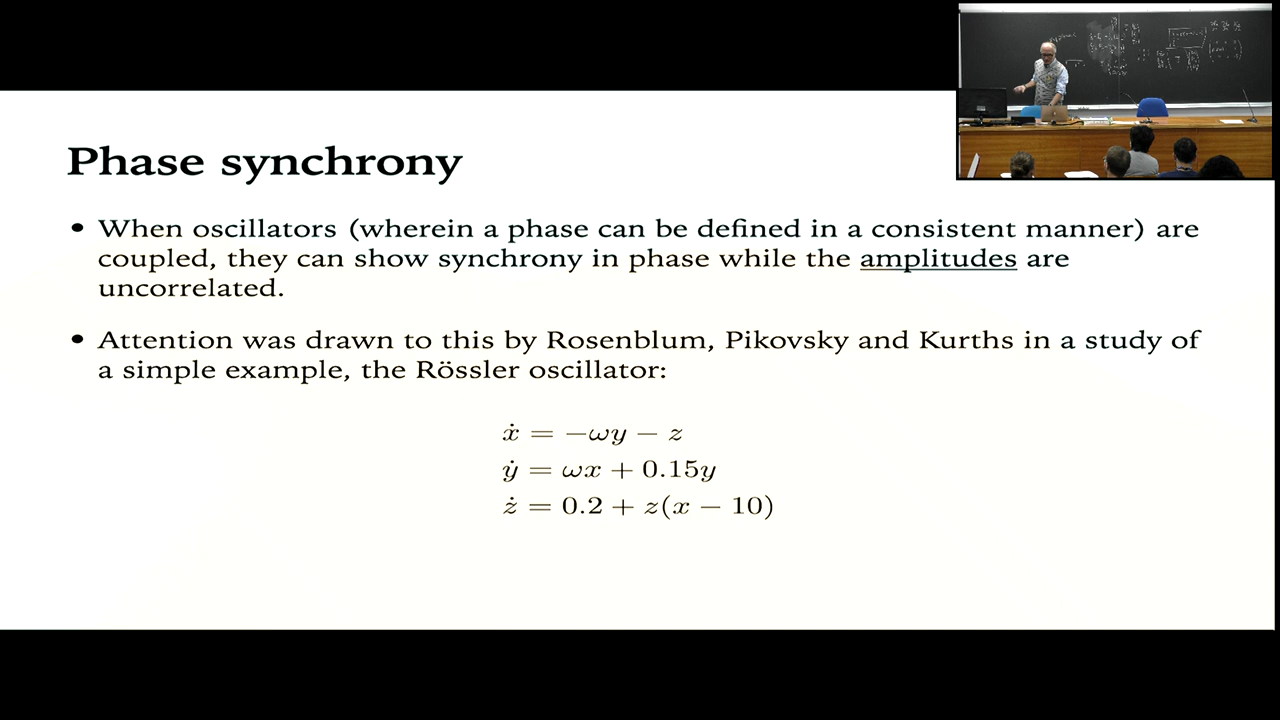 Phase synchrony
• When oscillators (wherein a phase can be defined in a consistent manner) are
coupled, they can show synchrony in phase while the amplitudes are
uncorrelated.
• Attention was drawn to this by Rosenblum, Pikovsky and Kurths in a study of
a simple example, the Rössler oscillator:
ẋ = −ωy − z
ẏ = ωx + 0.15y
ż = 0.2 + z(x − 10)